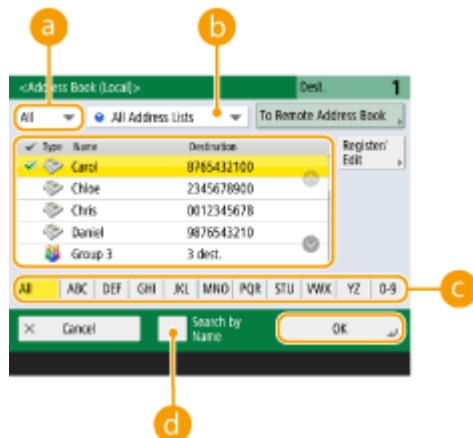 a
b
<Address Book (Local)> Dest. 1
All All Address Lists To Remote Address Book
✓ Type Name Destination Register/
Edit
Carol 8765432100
Chloe 2345678900
Chris 0012345678
Daniel 9876543210
Group 3 3 dest.
All ABC DEF GHI JKL MNO PQR STU VWX YZ 0-9
c
× Cancel Search by
Name OK
d